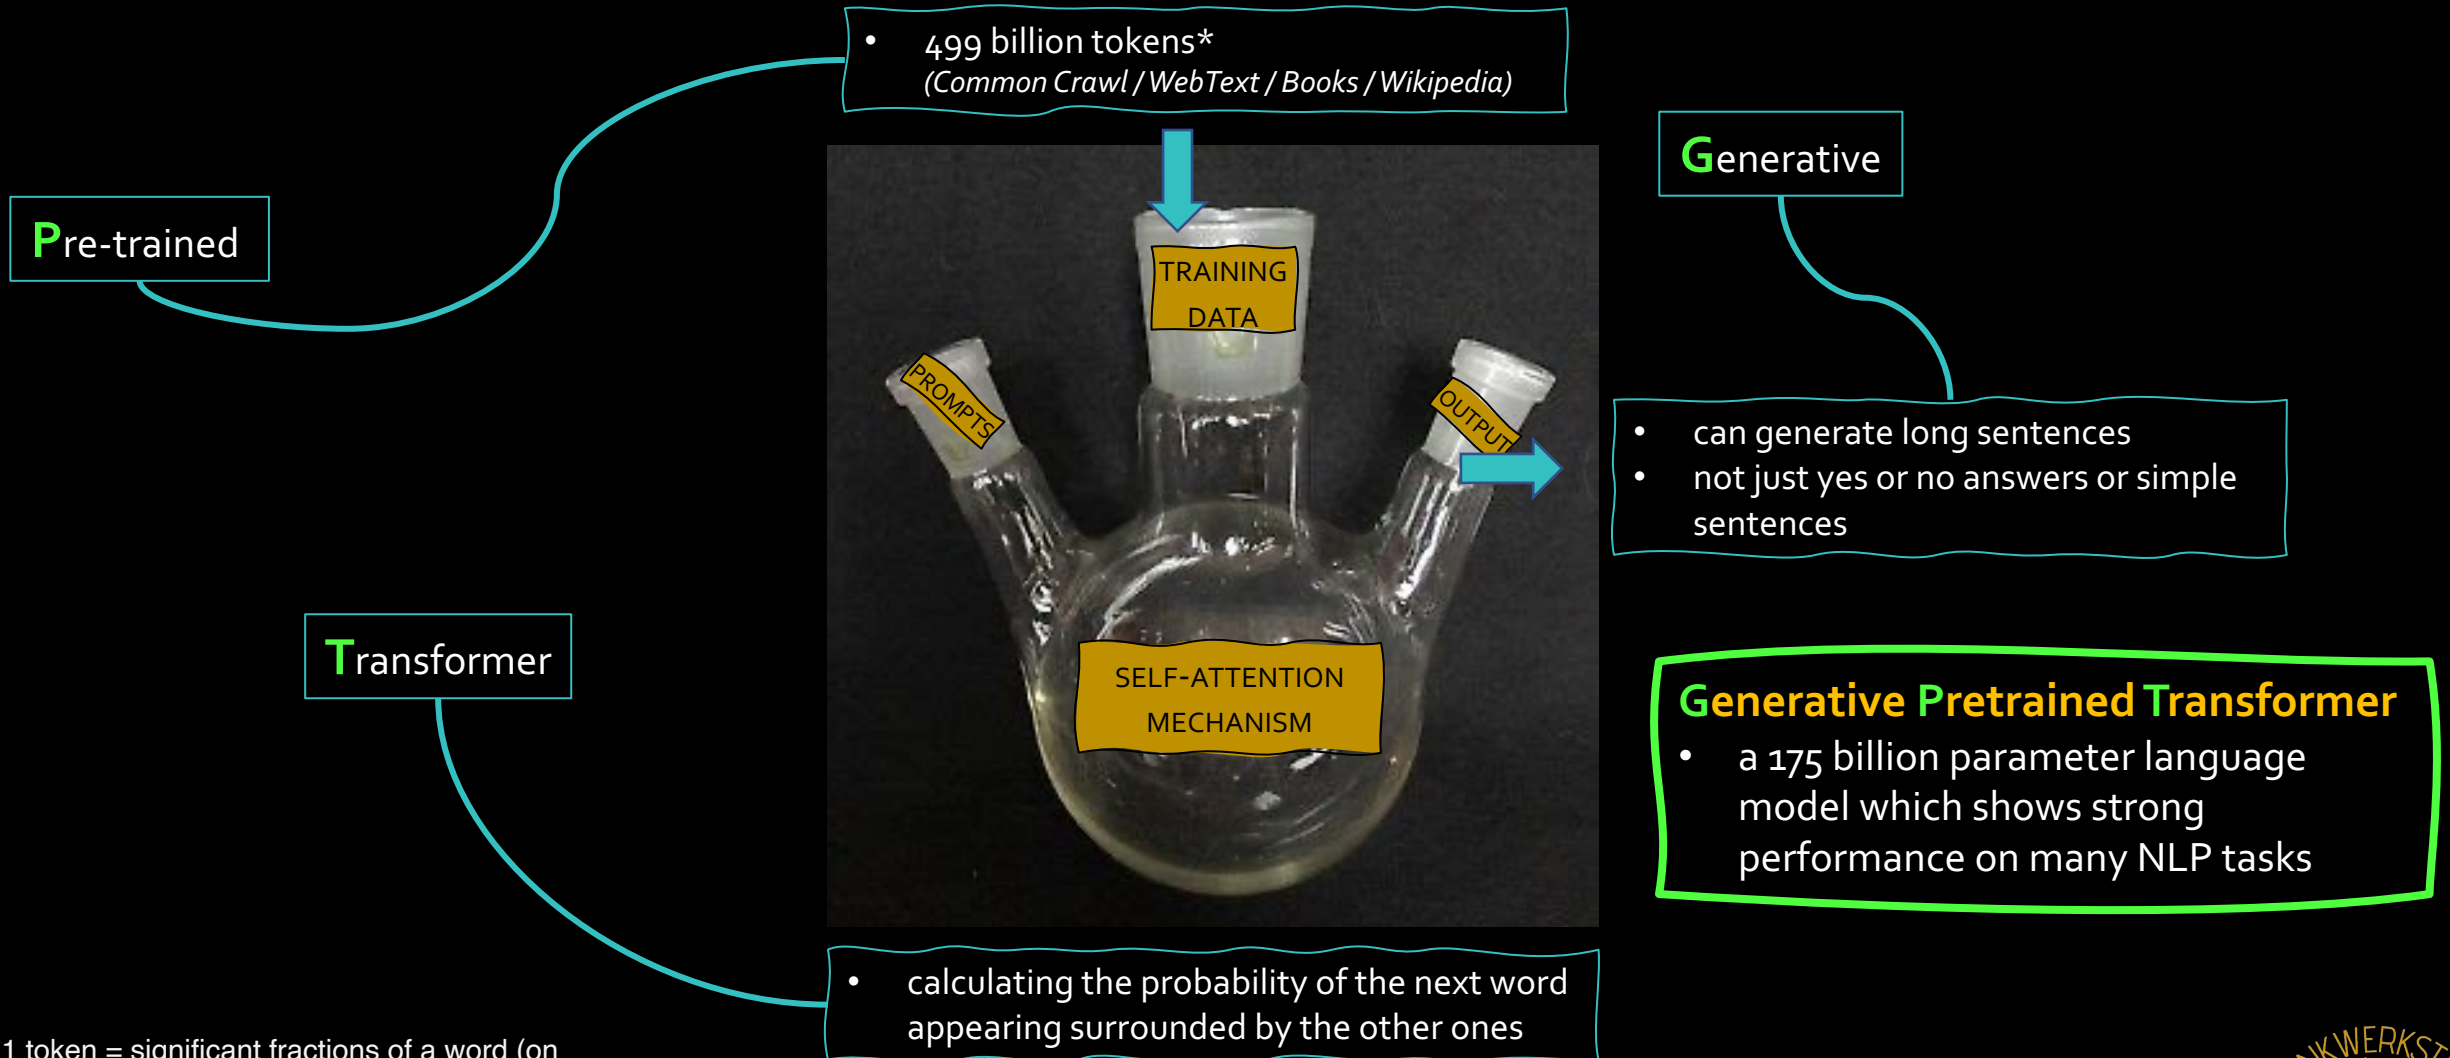 • 499 billion tokens*
(Common Crawl / WebText / Books / Wikipedia)
Generative
Pre-trained
TRAINING
DATA
PROMPTS
OUTPUT
• can generate long sentences
• not just yes or no answers or simple
sentences
Transformer
SELF-ATTENTION
MECHANISM
Generative Pretrained Transformer
• a 175 billion parameter language
model which shows strong
performance on many NLP tasks
• calculating the probability of the next word
appearing surrounded by the other ones
1 token = significant fractions of a word (on